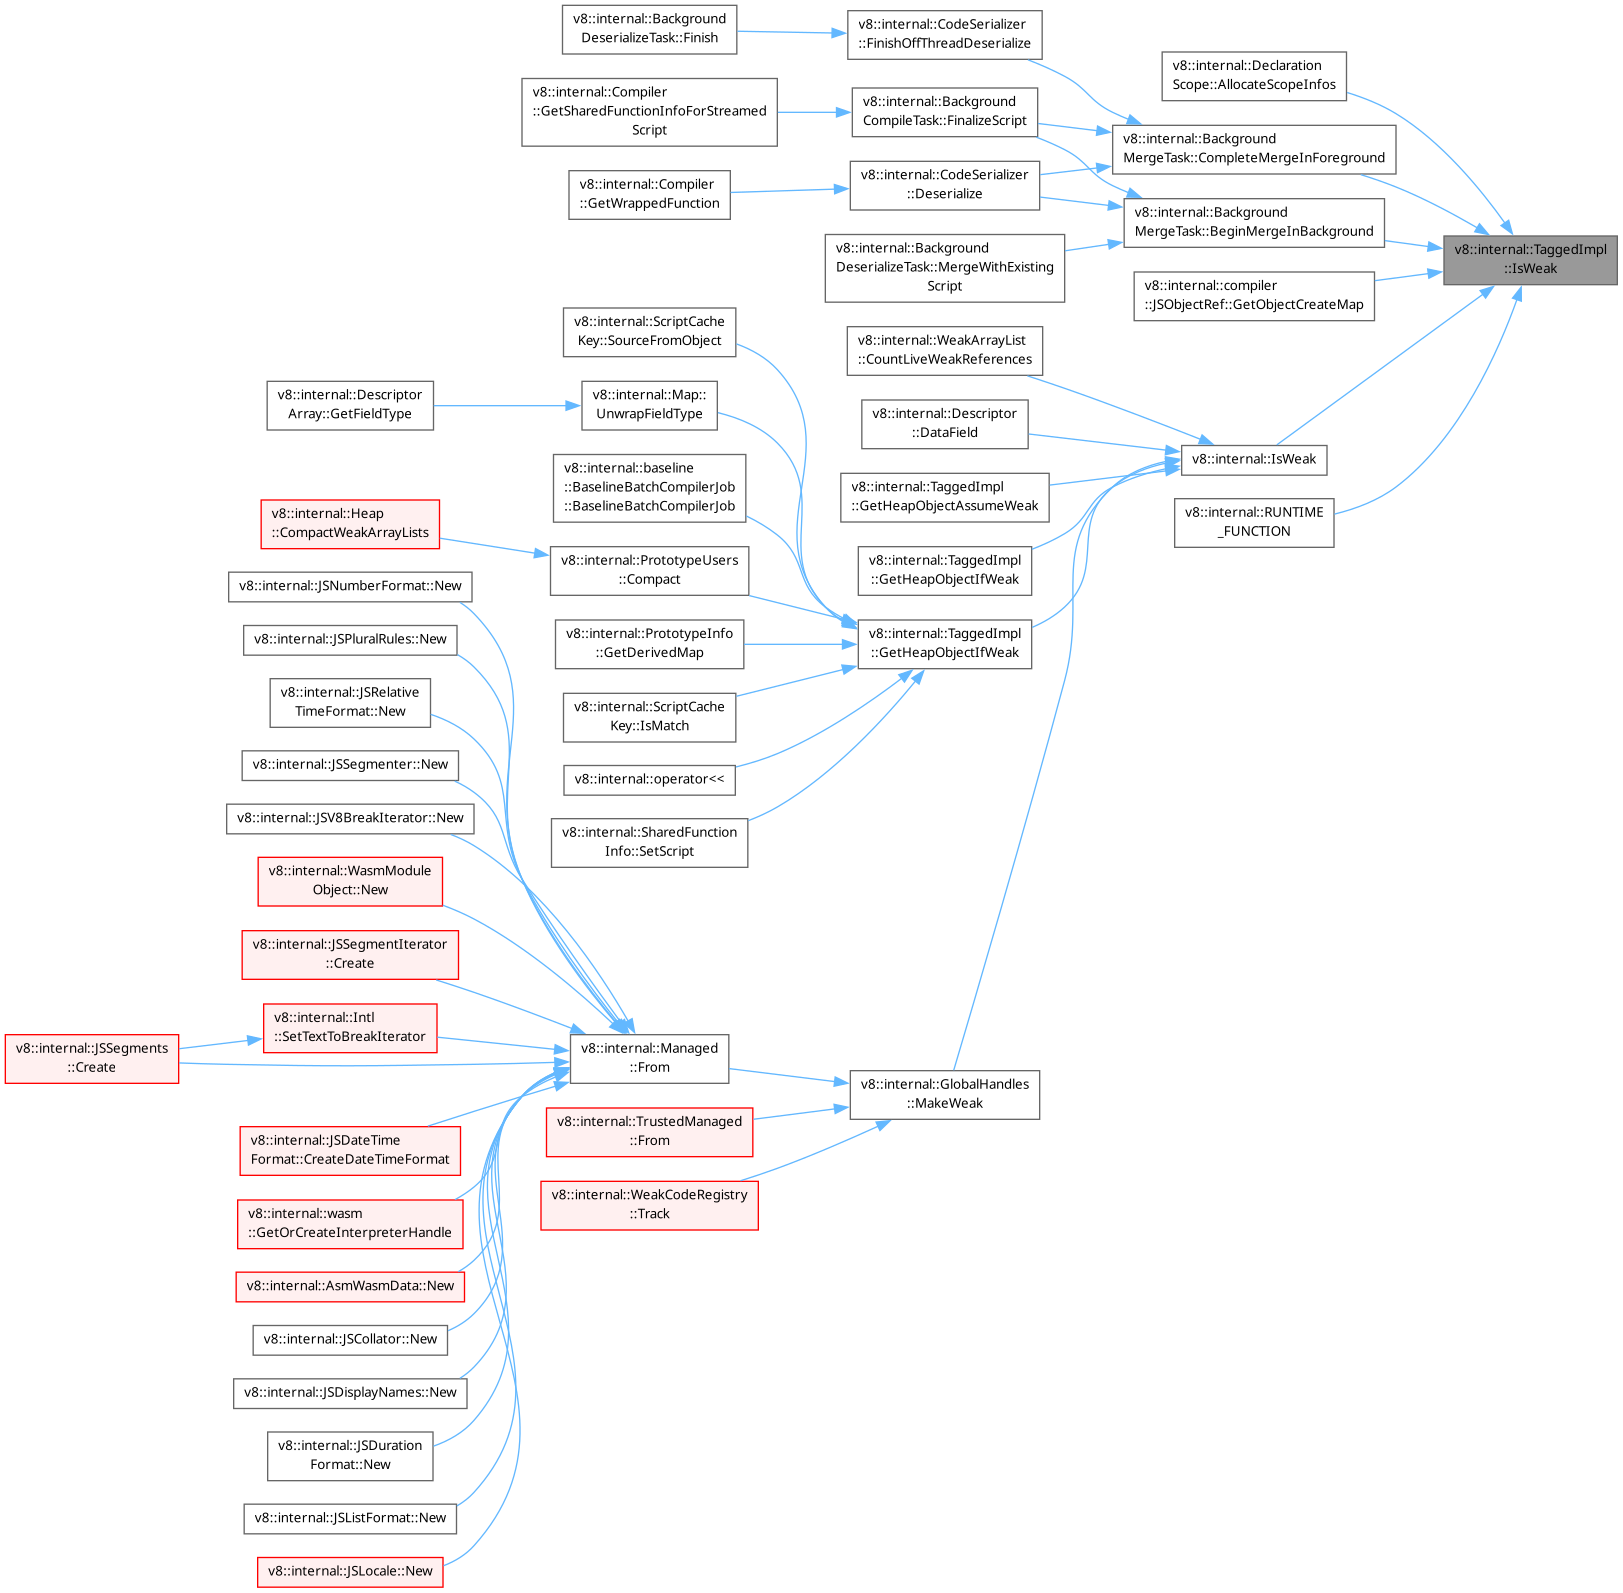 v8::internal::Background
DeserializeTask::Finish
v8::internal::CodeSerializer
::FinishOffThreadDeserialize
v8::internal::Declaration
Scope::AllocateScopeInfos
v8::internal::Compiler
::GetSharedFunctionInfoForStreamed
Script
v8::internal::Background
CompileTask::FinalizeScript
v8::internal::Background
MergeTask::CompleteMergeInForeground
v8::internal::Compiler
::GetWrappedFunction
v8::internal::CodeSerializer
::Deserialize
v8::internal::Background
MergeTask::BeginMergeInBackground
v8::internal::TaggedImpl
::IsWeak
v8::internal::Background
DeserializeTask::MergeWithExisting
Script
v8::internal::compiler
::JSObjectRef::GetObjectCreateMap
v8::internal::ScriptCache
Key::SourceFromObject
v8::internal::WeakArrayList
::CountLiveWeakReferences
v8::internal::Descriptor
Array::GetFieldType
v8::internal::Map::
UnwrapFieldType
v8::internal::Descriptor
::DataField
v8::internal::IsWeak
v8::internal::baseline
::BaselineBatchCompilerJob
::BaselineBatchCompilerJob
v8::internal::TaggedImpl
::GetHeapObjectAssumeWeak
v8::internal::RUNTIME
_FUNCTION
v8::internal::Heap
::CompactWeakArrayLists
v8::internal::PrototypeUsers
::Compact
v8::internal::TaggedImpl
::GetHeapObjectIfWeak
v8::internal::JSNumberFormat::New
v8::internal::JSPluralRules::New
v8::internal::PrototypeInfo
::GetDerivedMap
v8::internal::TaggedImpl
::GetHeapObjectIfWeak
v8::internal::JSRelative
TimeFormat::New
v8::internal::ScriptCache
Key::IsMatch
v8::internal::JSSegmenter::New
v8::internal::operator<<
v8::internal::JSV8BreakIterator::New
v8::internal::SharedFunction
Info::SetScript
v8::internal::WasmModule
Object::New
v8::internal::JSSegmentIterator
::Create
v8::internal::Intl
::SetTextToBreakIterator
v8::internal::JSSegments
::Create
v8::internal::Managed
::From
v8::internal::GlobalHandles
::MakeWeak
v8::internal::TrustedManaged
::From
v8::internal::JSDateTime
Format::CreateDateTimeFormat
v8::internal::WeakCodeRegistry
::Track
v8::internal::wasm
::GetOrCreateInterpreterHandle
v8::internal::AsmWasmData::New
v8::internal::JSCollator::New
v8::internal::JSDisplayNames::New
v8::internal::JSDuration
Format::New
v8::internal::JSListFormat::New
v8::internal::JSLocale::New